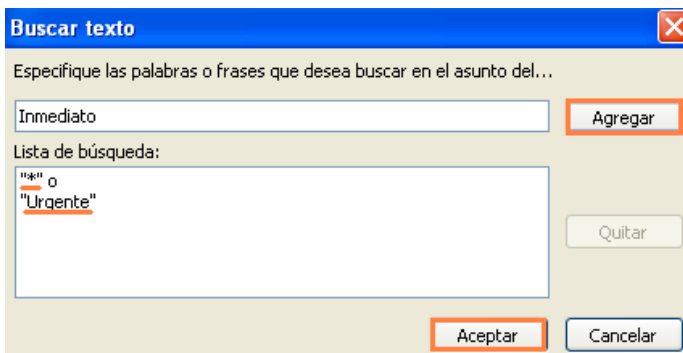 Buscar texto
Especifique las palabras o frases que desea buscar en el asunto del...
Inmediato
Agregar
Lista de búsqueda:
"*" o
"Urgente"
Quitar
Aceptar
Cancelar